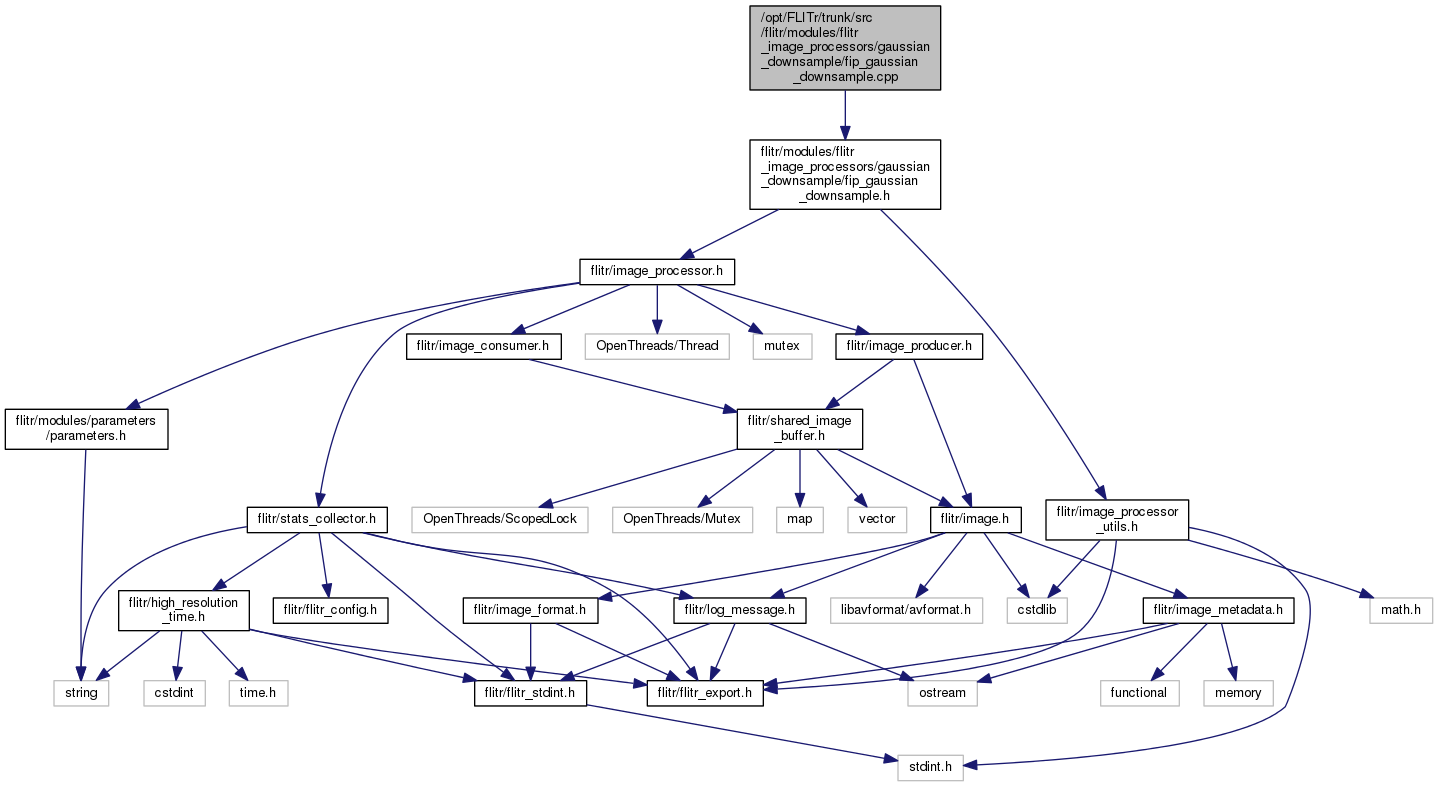 /opt/FLITr/trunk/src
/flitr/modules/flitr
_image_processors/gaussian
_downsample/fip_gaussian
_downsample.cpp
flitr/modules/flitr
_image_processors/gaussian
_downsample/fip_gaussian
_downsample.h
flitr/image_processor.h
flitr/image_consumer.h
OpenThreads/Thread
mutex
flitr/image_producer.h
flitr/modules/parameters
/parameters.h
flitr/shared_image
_buffer.h
flitr/stats_collector.h
OpenThreads/ScopedLock
OpenThreads/Mutex
map
vector
flitr/image.h
flitr/image_processor
_utils.h
flitr/high_resolution
_time.h
flitr/flitr_config.h
flitr/image_format.h
flitr/log_message.h
libavformat/avformat.h
cstdlib
flitr/image_metadata.h
math.h
string
cstdint
time.h
flitr/flitr_stdint.h
flitr/flitr_export.h
ostream
functional
memory
stdint.h